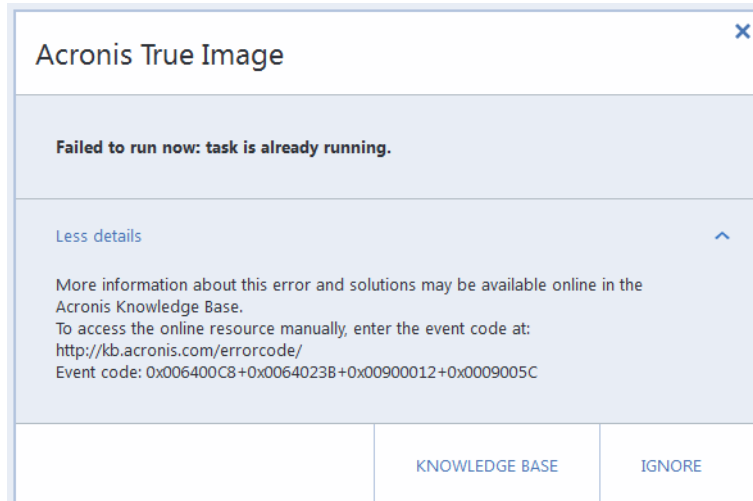 Acronis True Image
Failed to run now: task is already running.
Less details
More information about this error and solutions may be available online in the
Acronis Knowledge Base.
To access the online resource manually, enter the event code at:
http://kb.acronis.com/errorcode/
Event code: 0x006400C8+0x0064023B+0x00900012+0x0009005C
KNOWLEDGE BASE
IGNORE